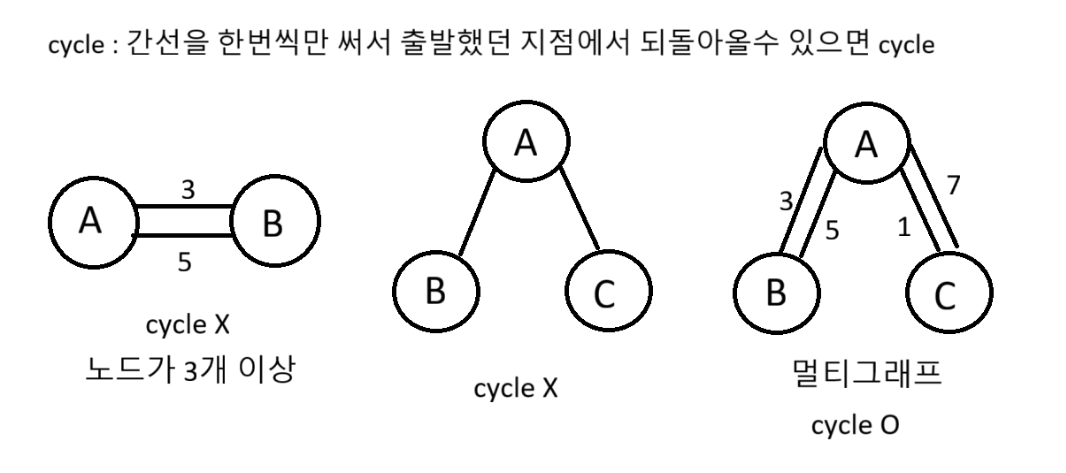 cycle : 간선을 한번씩만 써서 출발했던 지점에서 되돌아올수 있으면 cycle
A
3
5
B
cycle X
노드가 3개 이상
A
B
C
cycle X
A
3
5
1
7
B
C
멀티그래프
cycle O